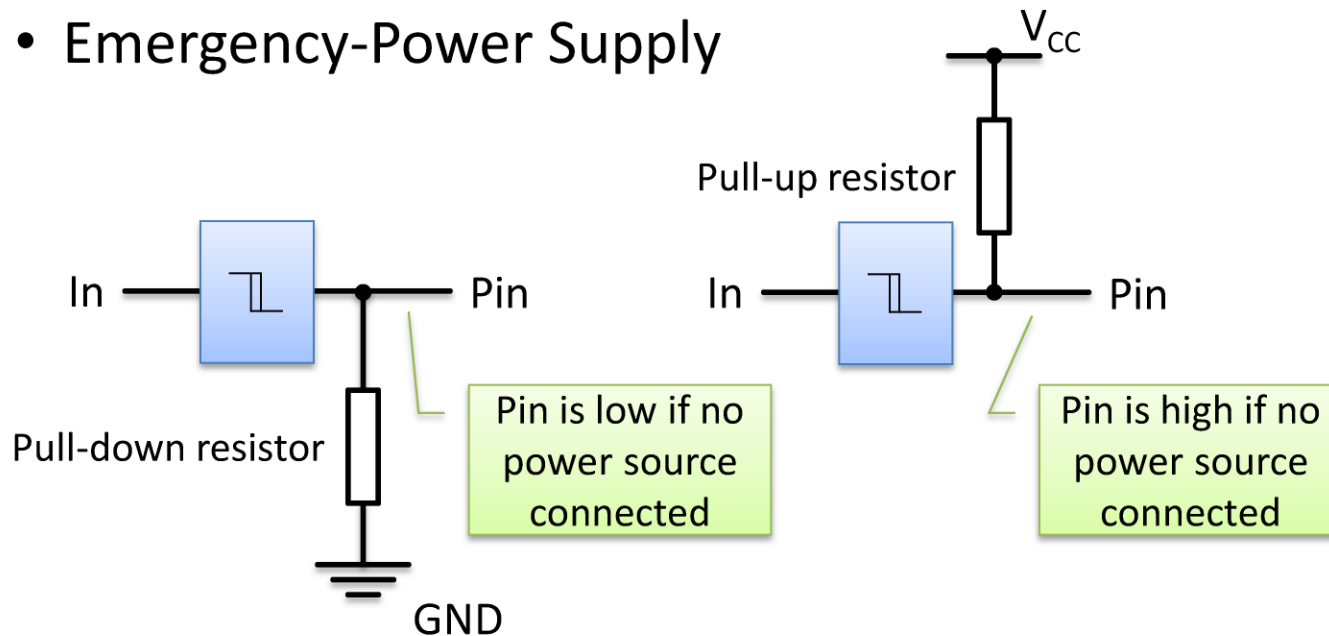 • Emergency-Power Supply
V_CC
Pull-up resistor
In
Pin
In
Pin
Pull-down resistor
Pin is low if no
power source
connected
Pin is high if no
power source
connected
GND